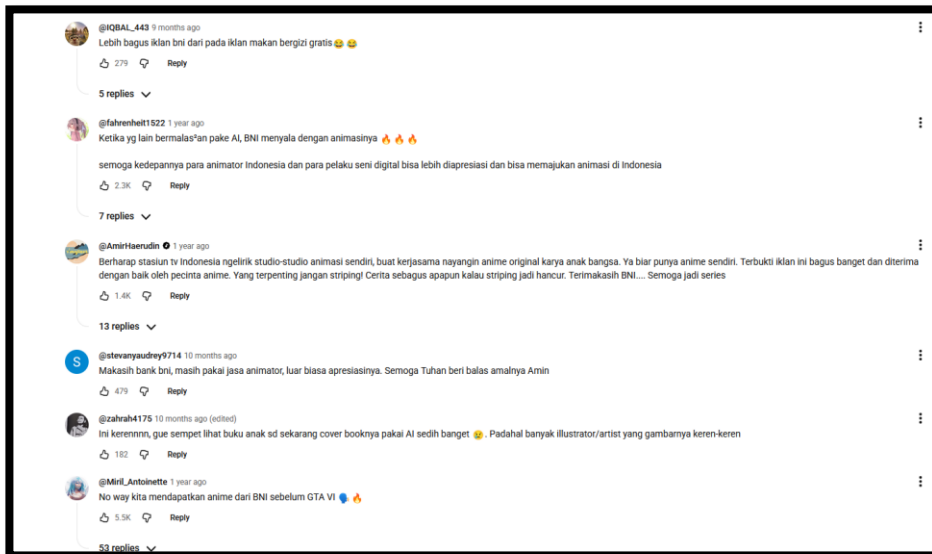 @IQBAL_443 9 months ago
Lebih bagus iklan bni dari pada iklan makan bergizi gratis😂 😂
279 Reply
5 replies
@fahrenheit1522 1 year ago
Ketika yg lain bermalas²an pake AI, BNI menyala dengan animasinya 🔥 🔥 🔥
semoga kedepannya para animator Indonesia dan para pelaku seni digital bisa lebih diapresiasi dan bisa memajukan animasi di Indonesia
2.3K Reply
7 replies
@AmirHaerudin 1 year ago
Berharap stasiun tv Indonesia ngelirik studio-studio animasi sendiri, buat kerjasama nayangin anime original karya anak bangsa. Ya biar punya anime sendiri. Terbukti iklan ini bagus banget dan diterima
dengan baik oleh pecinta anime. Yang terpenting jangan striping! Cerita sebagus apapun kalau striping jadi hancur. Terimakasih BNI.... Semoga jadi series
1.4K Reply
13 replies
S
@stevanyaudrey9714 10 months ago
Makasih bank bni, masih pakai jasa animator, luar biasa apresiasinya. Semoga Tuhan beri balas amalnya Amin
479 Reply
@zahrah4175 10 months ago (edited)
Ini kerennnn, gue sempet lihat buku anak sd sekarang cover booknya pakai AI sedih banget 😢. Padahal banyak illustrator/artist yang gambarnya keren-keren
182 Reply
@Miril_Antoinette 1 year ago
No way kita mendapatkan anime dari BNI sebelum GTA VI 🗣️ 🔥
5.5K Reply
53 replies